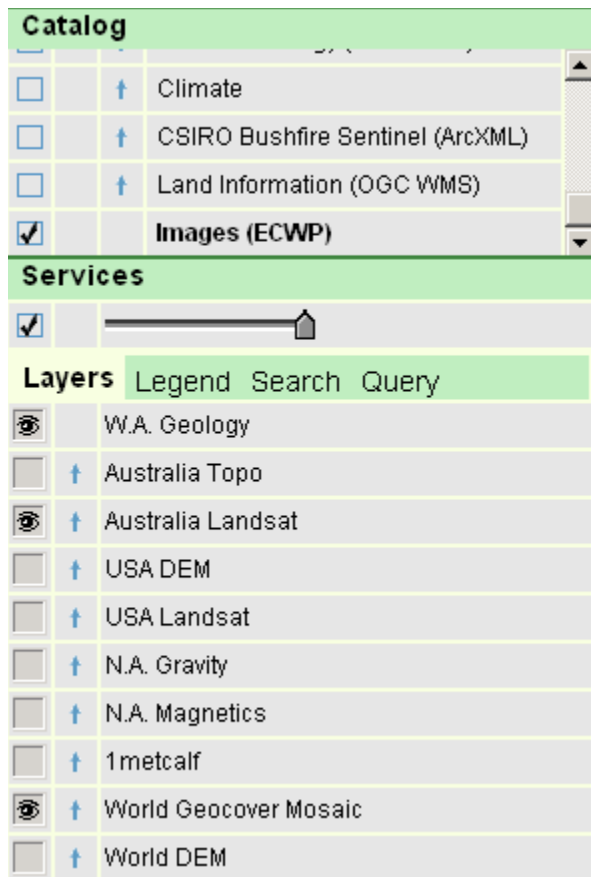 Catalog
Climate
CSIRO Bushfire Sentinel (ArcXML)
Land Information (OGC WMS)
Images (ECWP)
Services
Layers Legend Search Query
W.A. Geology
Australia Topo
Australia Landsat
USA DEM
USA Landsat
N.A. Gravity
N.A. Magnetics
1metcalf
World Geocover Mosaic
World DEM